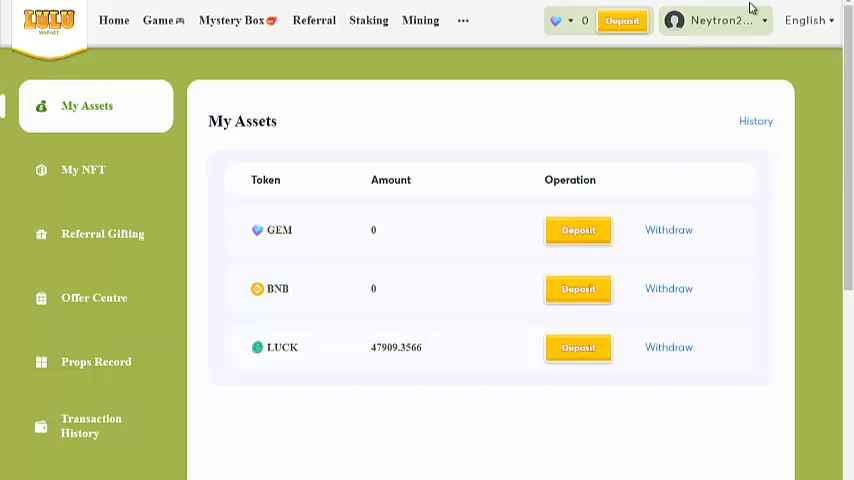 LULU
MARKET
Home Game Mystery Box Referral Staking Mining ••• 0 Deposit Neytron2... English
My Assets
My NFT
Referral Gifting
Offer Centre
Props Record
Transaction
History
My Assets History
Token Amount Operation
GEM 0 Deposit Withdraw
BNB 0 Deposit Withdraw
LUCK 47909.3566 Deposit Withdraw